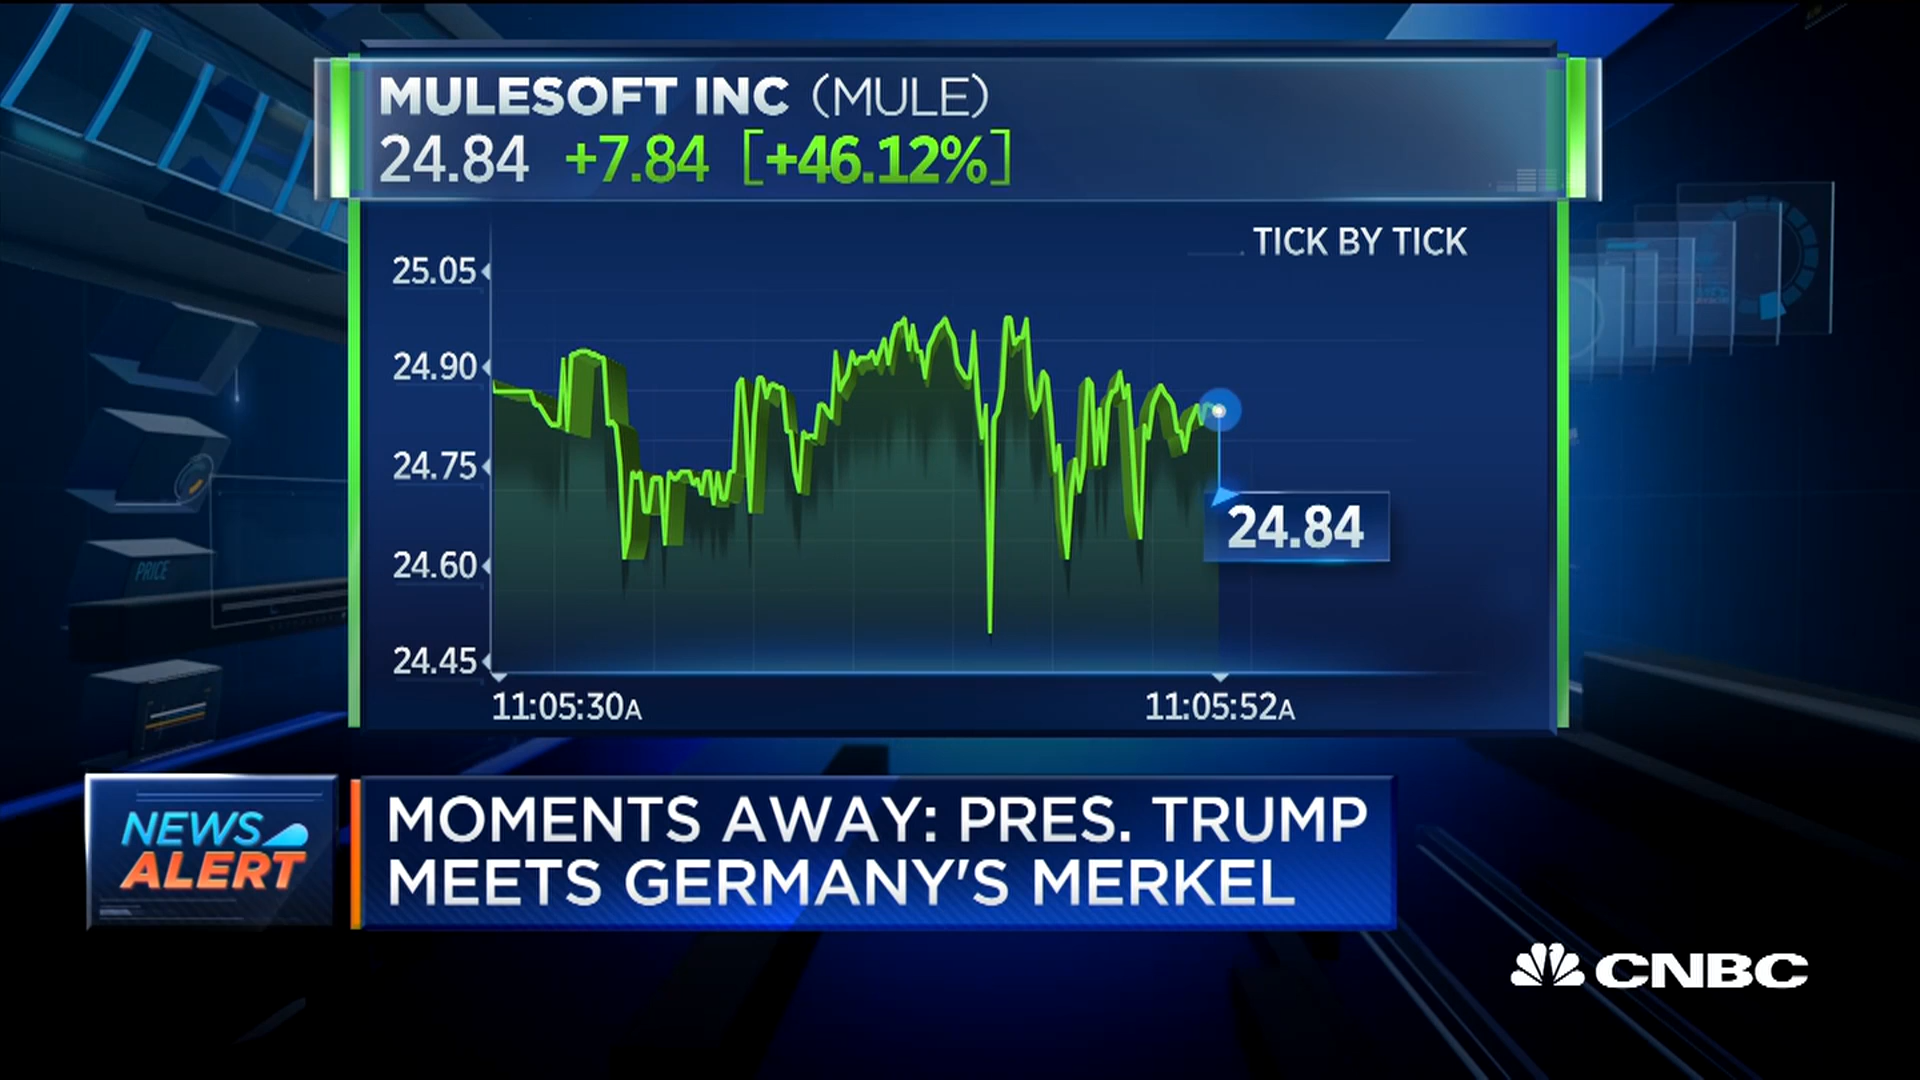 MULESOFT INC (MULE)
24.84 +7.84 [+46.12%]
TICK BY TICK
25.05
24.90
24.75
24.60
24.45
24.84
11:05:30A
11:05:52A
PRICE
NEWS
ALERT
MOMENTS AWAY: PRES. TRUMP
MEETS GERMANY'S MERKEL
CNBC